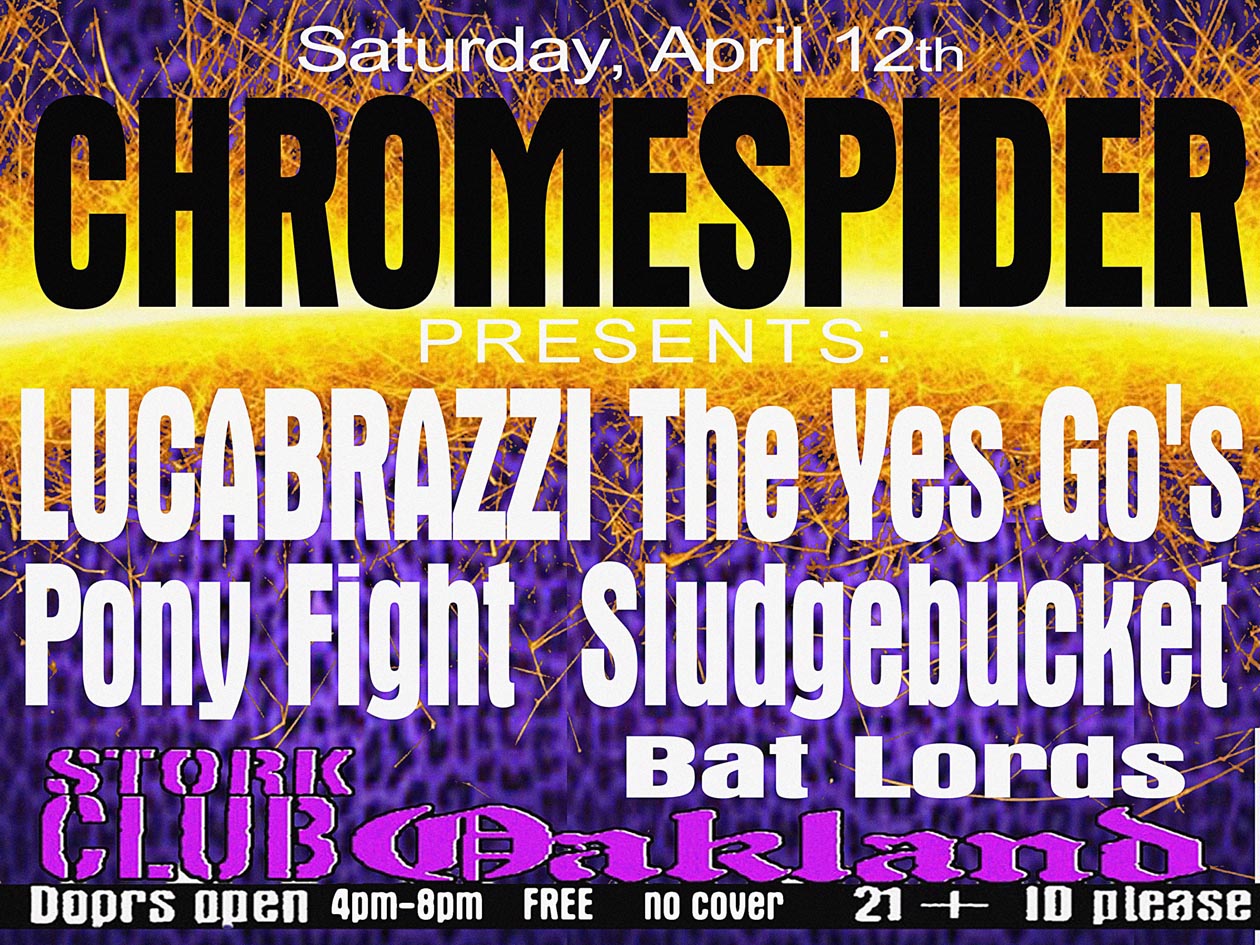 Saturday, April 12th
CHROMESPIDER
PRESENTS:
LUCABRAZZI The Yes Go's
Pony Fight Sludgebucket
Bat Lords
STORK
CLUB Oakland
Doors open 4pm-8pm FREE no cover 21 + ID please